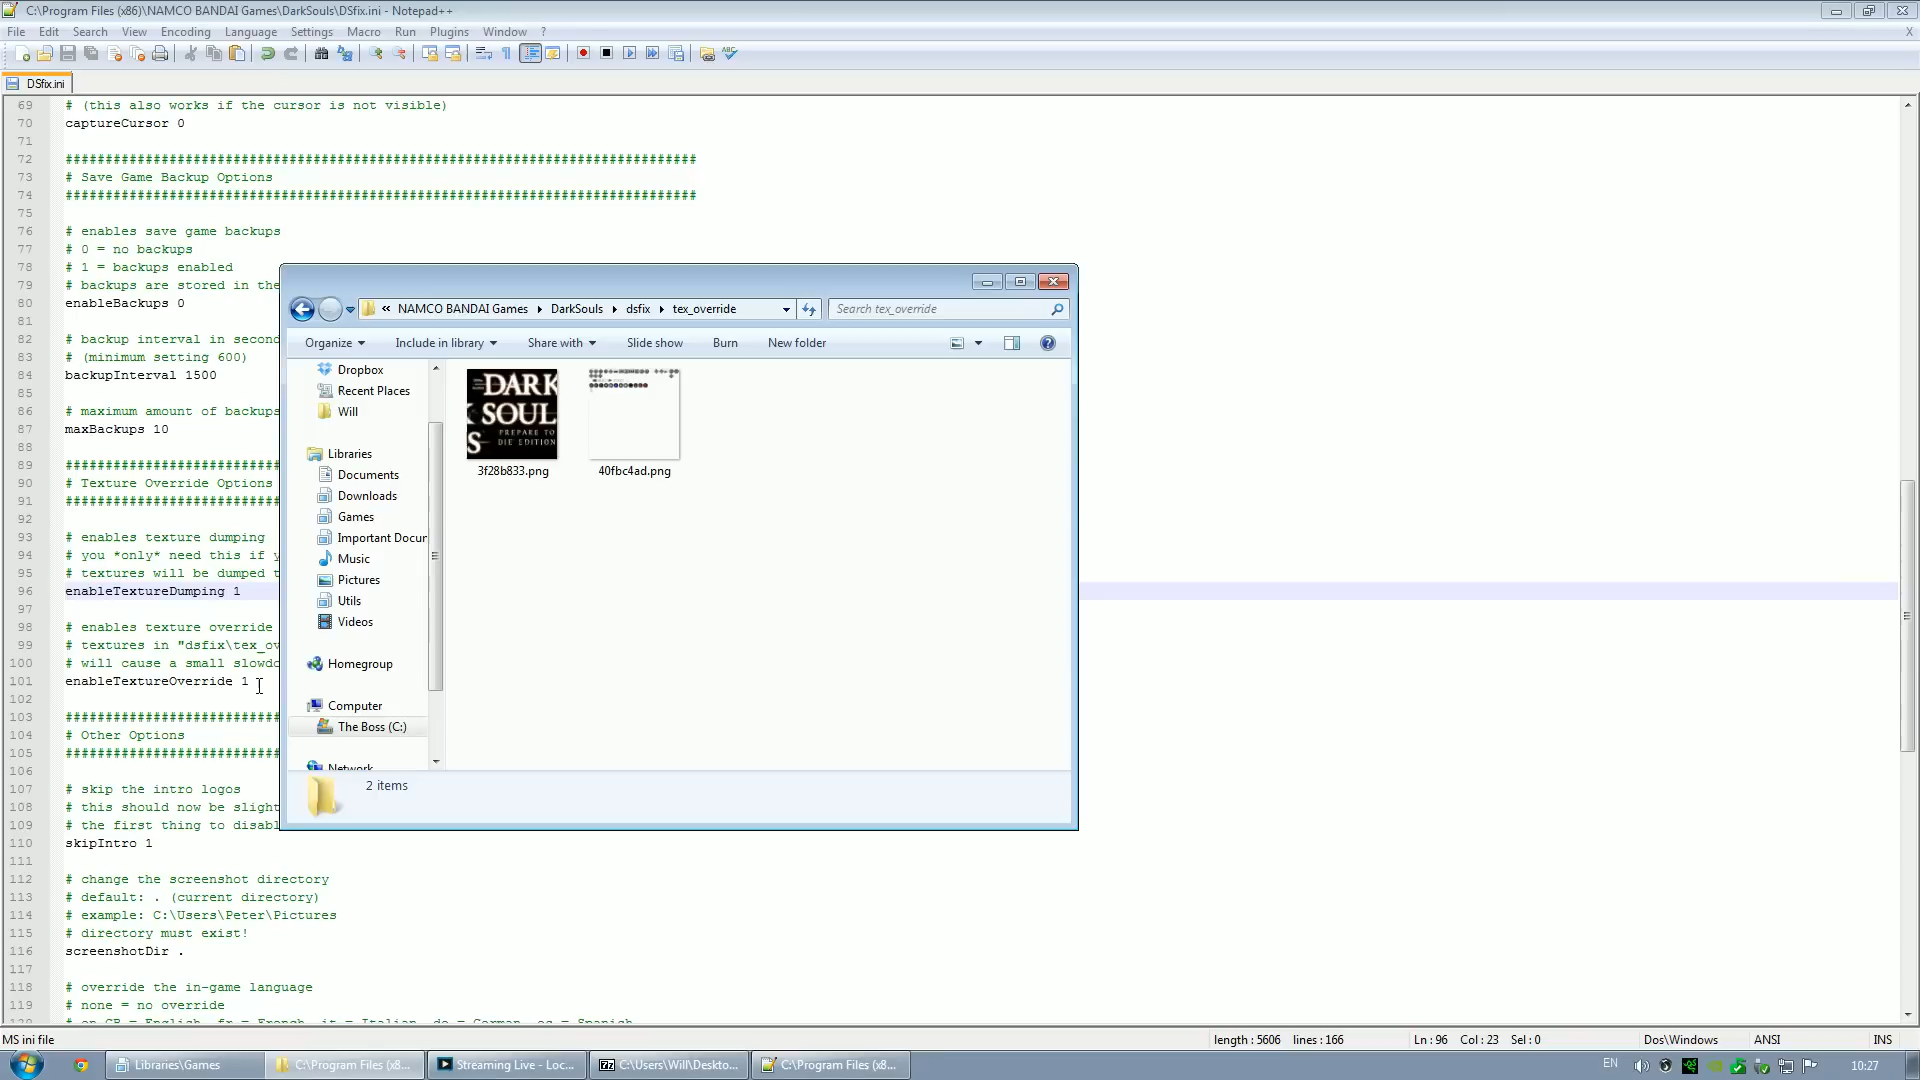 C:\Program Files (x86)\NAMCO BANDAI Games\DarkSouls\DSfix.ini - Notepad++
File Edit Search View Encoding Language Settings Macro Run Plugins Window ?
X
DSfix.ini
69 # (this also works if the cursor is not visible)
70 captureCursor 0
71
72 ###############################################################################
73 # Save Game Backup Options
74 ###############################################################################
75
76 # enables save game backups
77 # 0 = no backups
78 # 1 = backups enabled
79 # backups are stored in the
80 enableBackups 0
81
82 # backup interval in second
83 # (minimum setting 600)
84 backupInterval 1500
85
86 # maximum amount of backups
87 maxBackups 10
88
89 ###########################
90 # Texture Override Options
91 ###########################
92
93 # enables texture dumping
94 # you *only* need this if y
95 # textures will be dumped t
96 enableTextureDumping 1
97
98 # enables texture override
99 # textures in "dsfix\tex_ov
100 # will cause a small slowdo
101 enableTextureOverride 1
102
103 ###########################
104 # Other Options
105 ###########################
106
107 # skip the intro logos
108 # this should now be slight
109 # the first thing to disabl
110 skipIntro 1
111
112 # change the screenshot directory
113 # default: . (current directory)
114 # example: C:\Users\Peter\Pictures
115 # directory must exist!
116 screenshotDir .
117
118 # override the in-game language
119 # none = no override
# en-GB = English, fr = French, it = Italian, de = German, es = Spanish
« NAMCO BANDAI Games DarkSouls dsfix tex_override
Search tex_override
Organize Include in library Share with Slide show Burn New folder
Dropbox
Recent Places
Will
Libraries
Documents
Downloads
Games
Important Docur
Music
Pictures
Utils
Videos
Homegroup
Computer
The Boss (C:)
Network
DARK
SOUL
S
PREPARE TO
DIE EDITION
3f28b833.png
40fbc4ad.png
2 items
MS ini file
length : 5606 lines : 166
Ln : 96 Col : 23 Sel : 0
Dos\Windows
ANSI
INS
Libraries\Games
C:\Program Files (x8...
Streaming Live - Loc...
C:\Users\Will\Deskto...
C:\Program Files (x8...
EN
10:27